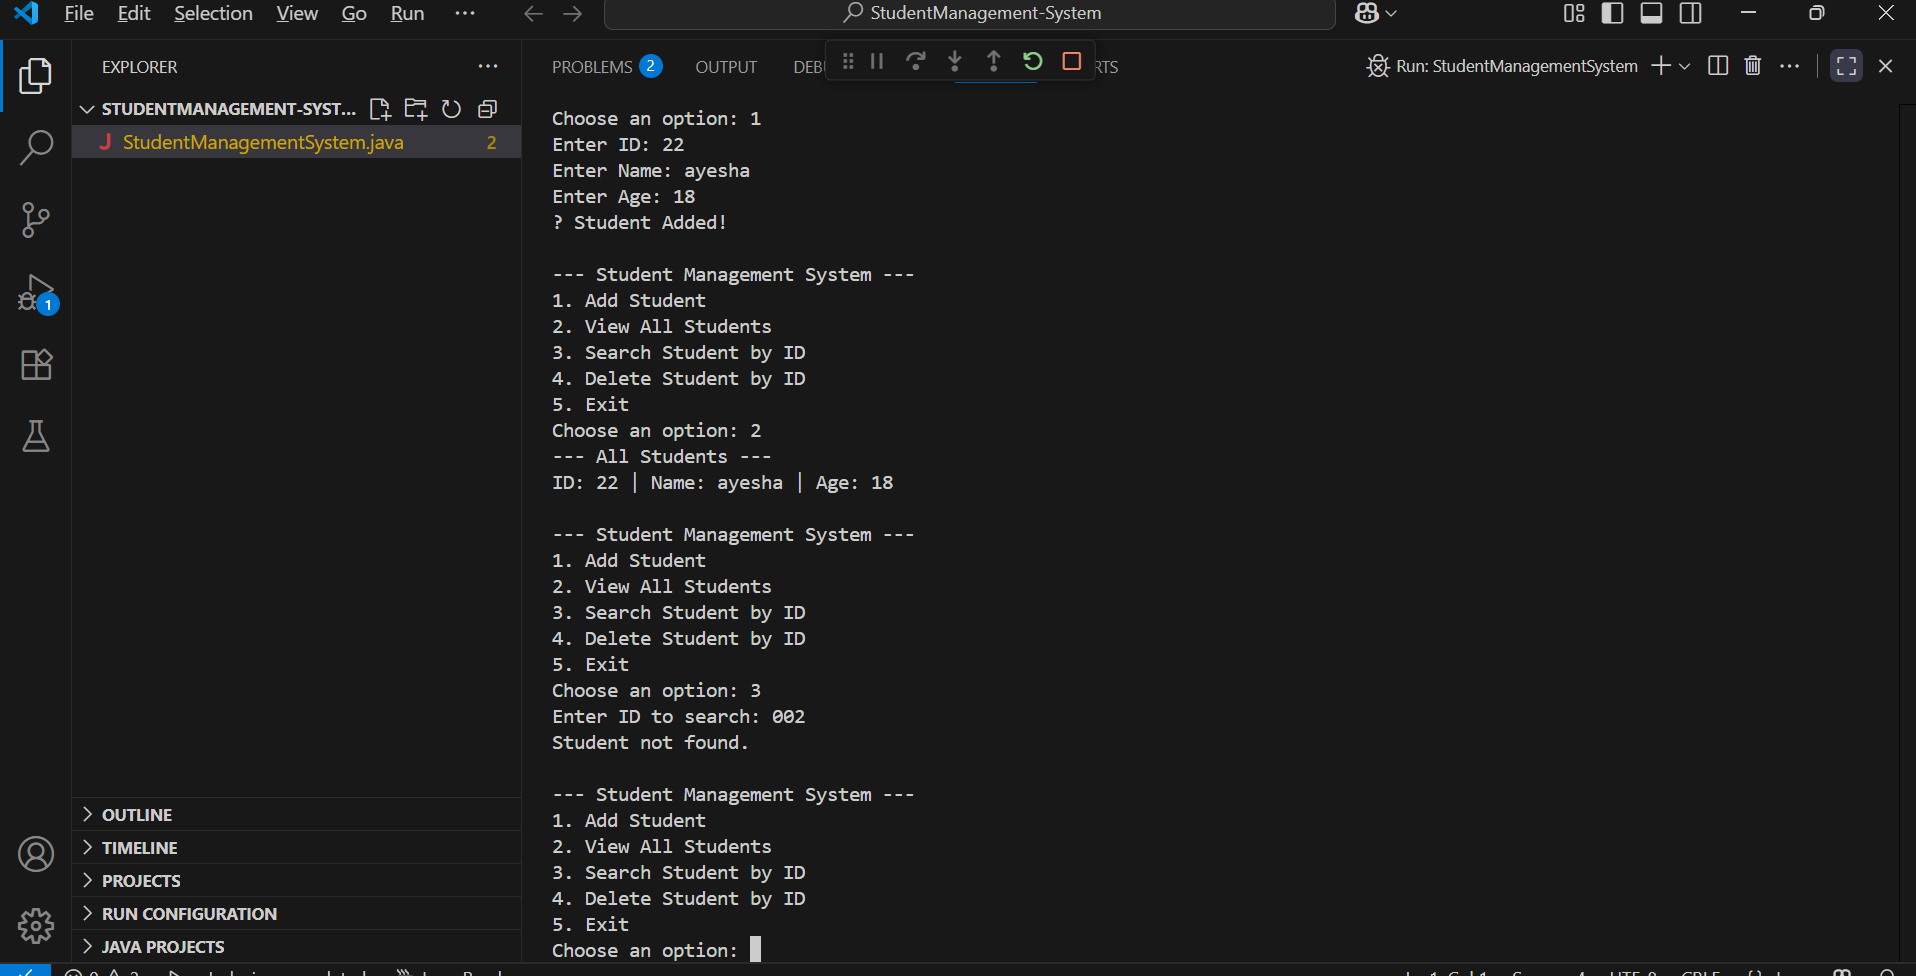 File Edit Selection View Go Run ···
StudentManagement-System
EXPLORER
PROBLEMS 2 OUTPUT DEBU RTS
Run: StudentManagementSystem
STUDENTMANAGEMENT-SYST...
J StudentManagementSystem.java 2
1
OUTLINE
TIMELINE
PROJECTS
RUN CONFIGURATION
JAVA PROJECTS
Choose an option: 1
Enter ID: 22
Enter Name: ayesha
Enter Age: 18
? Student Added!
--- Student Management System ---
1. Add Student
2. View All Students
3. Search Student by ID
4. Delete Student by ID
5. Exit
Choose an option: 2
--- All Students ---
ID: 22 | Name: ayesha | Age: 18
--- Student Management System ---
1. Add Student
2. View All Students
3. Search Student by ID
4. Delete Student by ID
5. Exit
Choose an option: 3
Enter ID to search: 002
Student not found.
--- Student Management System ---
1. Add Student
2. View All Students
3. Search Student by ID
4. Delete Student by ID
5. Exit
Choose an option: